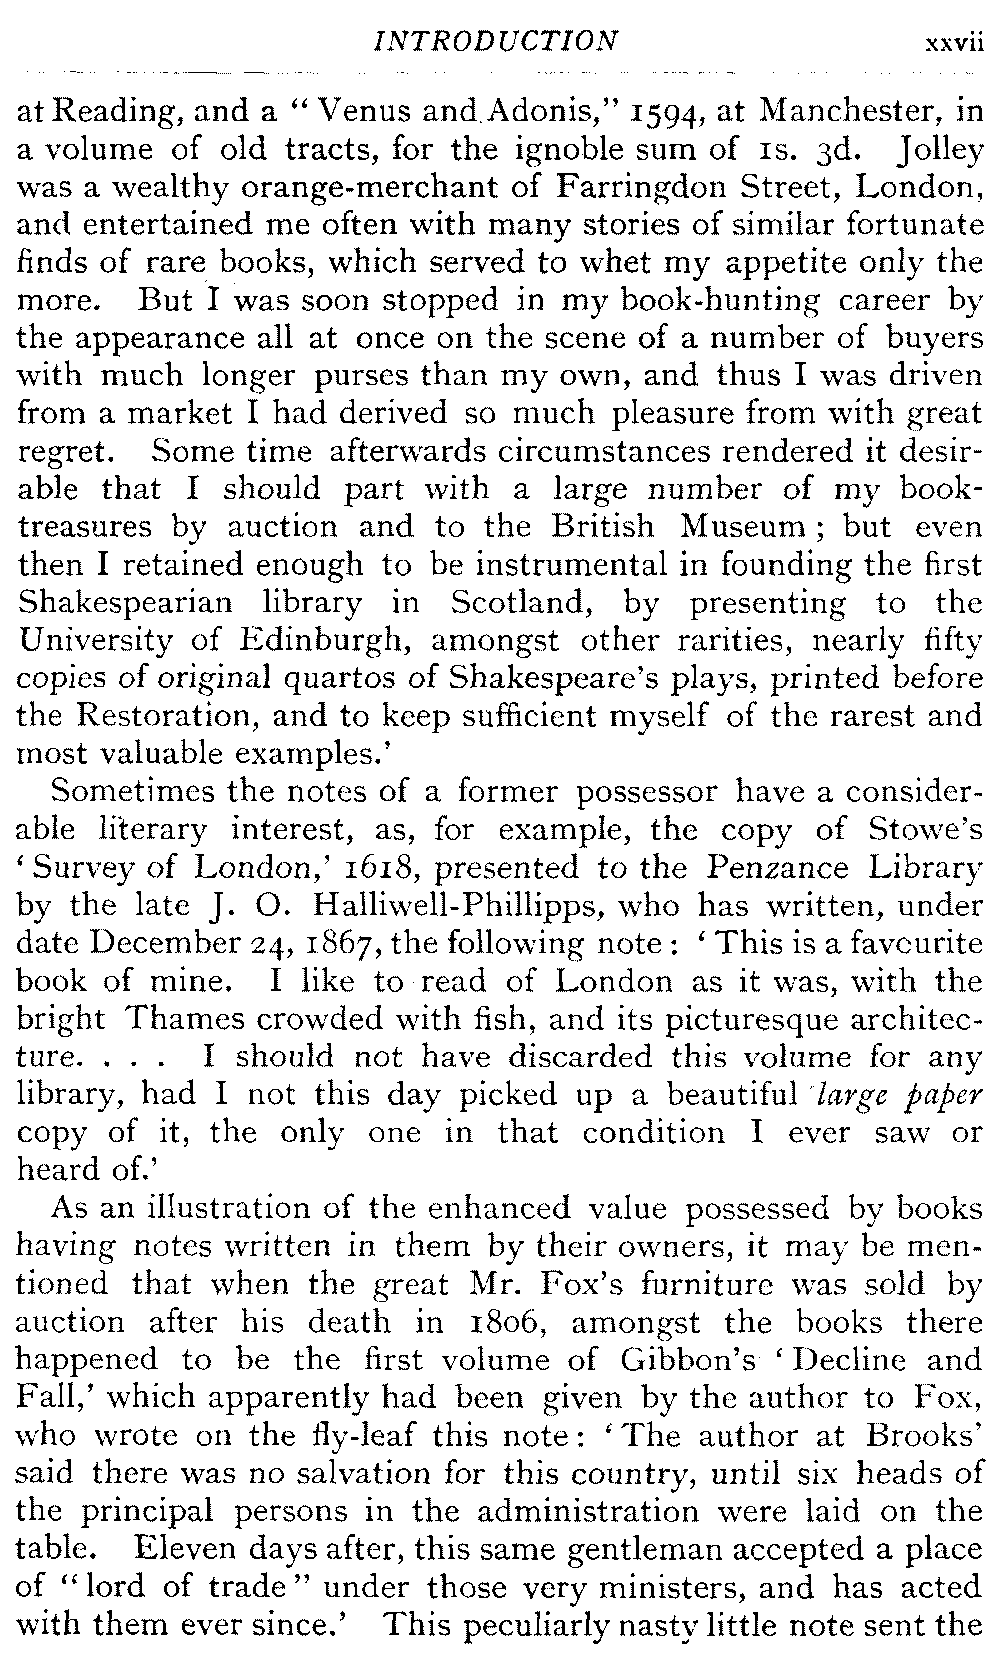 INTRODUCTION xxvii
at Reading, and a “ Venus and Adonis,” 1594, at Manchester, in
a volume of old tracts, for the ignoble sum of 1s. 3d. Jolley
was a wealthy orange-merchant of Farringdon Street, London,
and entertained me often with many stories of similar fortunate
finds of rare books, which served to whet my appetite only the
more. But I was soon stopped in my book-hunting career by
the appearance all at once on the scene of a number of buyers
with much longer purses than my own, and thus I was driven
from a market I had derived so much pleasure from with great
regret. Some time afterwards circumstances rendered it desir-
able that I should part with a large number of my book-
treasures by auction and to the British Museum ; but even
then I retained enough to be instrumental in founding the first
Shakespearian library in Scotland, by presenting to the
University of Edinburgh, amongst other rarities, nearly fifty
copies of original quartos of Shakespeare’s plays, printed before
the Restoration, and to keep sufficient myself of the rarest and
most valuable examples.’
Sometimes the notes of a former possessor have a consider-
able literary interest, as, for example, the copy of Stowe’s
‘ Survey of London,’ 1618, presented to the Penzance Library
by the late J. O. Halliwell-Phillipps, who has written, under
date December 24, 1867, the following note : ‘ This is a favourite
book of mine. I like to read of London as it was, with the
bright Thames crowded with fish, and its picturesque architec-
ture. . . . I should not have discarded this volume for any
library, had I not this day picked up a beautiful large paper
copy of it, the only one in that condition I ever saw or
heard of.’
As an illustration of the enhanced value possessed by books
having notes written in them by their owners, it may be men-
tioned that when the great Mr. Fox’s furniture was sold by
auction after his death in 1806, amongst the books there
happened to be the first volume of Gibbon’s ‘ Decline and
Fall,’ which apparently had been given by the author to Fox,
who wrote on the fly-leaf this note : ‘ The author at Brooks’
said there was no salvation for this country, until six heads of
the principal persons in the administration were laid on the
table. Eleven days after, this same gentleman accepted a place
of “ lord of trade ” under those very ministers, and has acted
with them ever since.’ This peculiarly nasty little note sent the